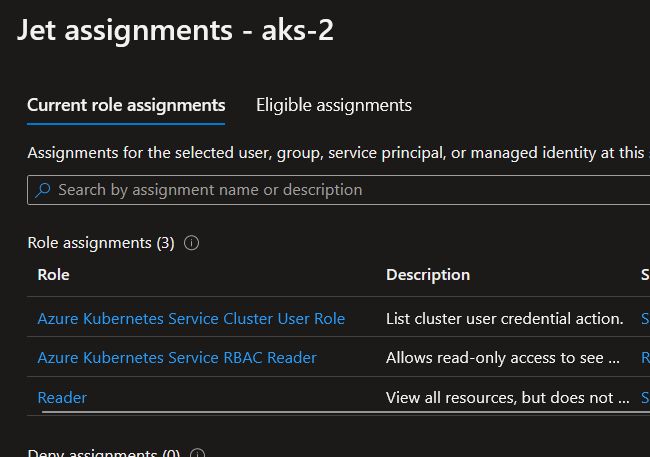 Jet assignments - aks-2
Current role assignments Eligible assignments
Assignments for the selected user, group, service principal, or managed identity at this
Search by assignment name or description
Role assignments (3)
Role Description S
Azure Kubernetes Service Cluster User Role List cluster user credential action. S
Azure Kubernetes Service RBAC Reader Allows read-only access to see ... R
Reader View all resources, but does not ... S
Deny assignments (0)